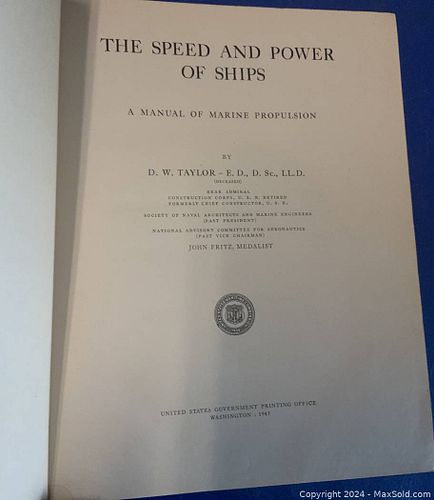 THE SPEED AND POWER
OF SHIPS
A MANUAL OF MARINE PROPULSION
BY
D. W. TAYLOR – E. D., D. Sc., LL.D.
(DECEASED)
REAR ADMIRAL
CONSTRUCTION CORPS, U. S. N. RETIRED
FORMERLY CHIEF CONSTRUCTOR, U. S. N.
SOCIETY OF NAVAL ARCHITECTS AND MARINE ENGINEERS
(PAST PRESIDENT)
NATIONAL ADVISORY COMMITTEE FOR AERONAUTICS
(PAST VICE CHAIRMAN)
JOHN FRITZ, MEDALIST
UNITED STATES GOVERNMENT PRINTING OFFICE
WASHINGTON : 1943
Copyright © 2024 - MaxSold.com